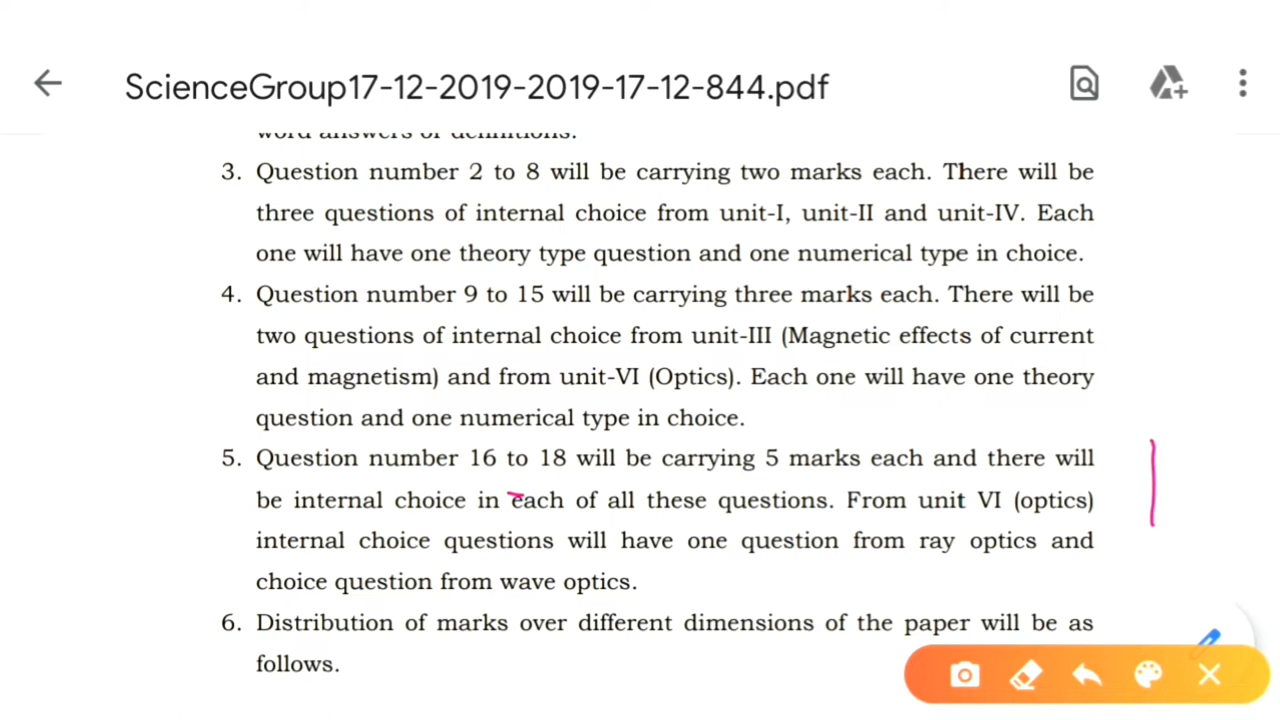 ScienceGroup17-12-2019-2019-17-12-844.pdf
word answers or definitions.
3. Question number 2 to 8 will be carrying two marks each. There will be
three questions of internal choice from unit-I, unit-II and unit-IV. Each
one will have one theory type question and one numerical type in choice.
4. Question number 9 to 15 will be carrying three marks each. There will be
two questions of internal choice from unit-III (Magnetic effects of current
and magnetism) and from unit-VI (Optics). Each one will have one theory
question and one numerical type in choice.
5. Question number 16 to 18 will be carrying 5 marks each and there will
be internal choice in each of all these questions. From unit VI (optics)
internal choice questions will have one question from ray optics and
choice question from wave optics.
6. Distribution of marks over different dimensions of the paper will be as
follows.